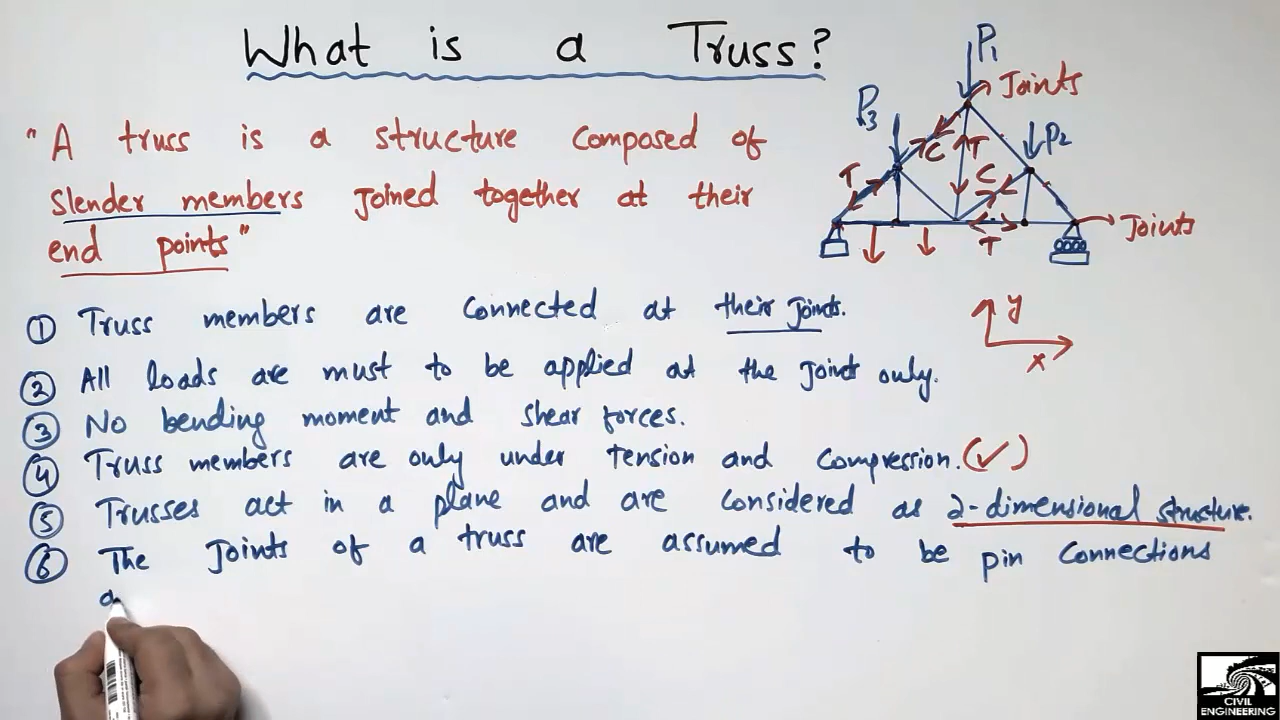 What is a Truss?
"A truss is a structure composed of
slender members joined together at their
end points"
① Truss members are connected at their joints.
② All loads are must to be applied at the joint only.
③ No bending moment and shear forces.
④ Truss members are only under tension and compression. (✓)
⑤ Trusses act in a plane and are considered as 2-dimensional structure.
⑥ The Joints of a truss are assumed to be pin connections
P1
Joints
P3
P2
C
T
T
C
T
Joints
y
x
CIVIL
ENGINEERING